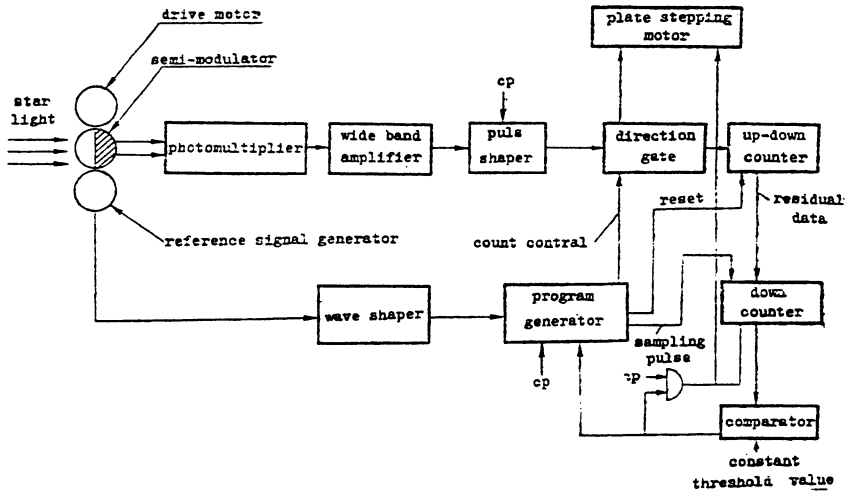 drive motor
semi-modulator
star
light
photomultiplier
wide band
amplifier
cp
puls
shaper
plate stepping
motor
direction
gate
up-down
counter
reset
residual
data
reference signal generator
count contral
wave shaper
program
generator
cp
sampling
pulse
down
counter
cp
comparator
constant
threshold value